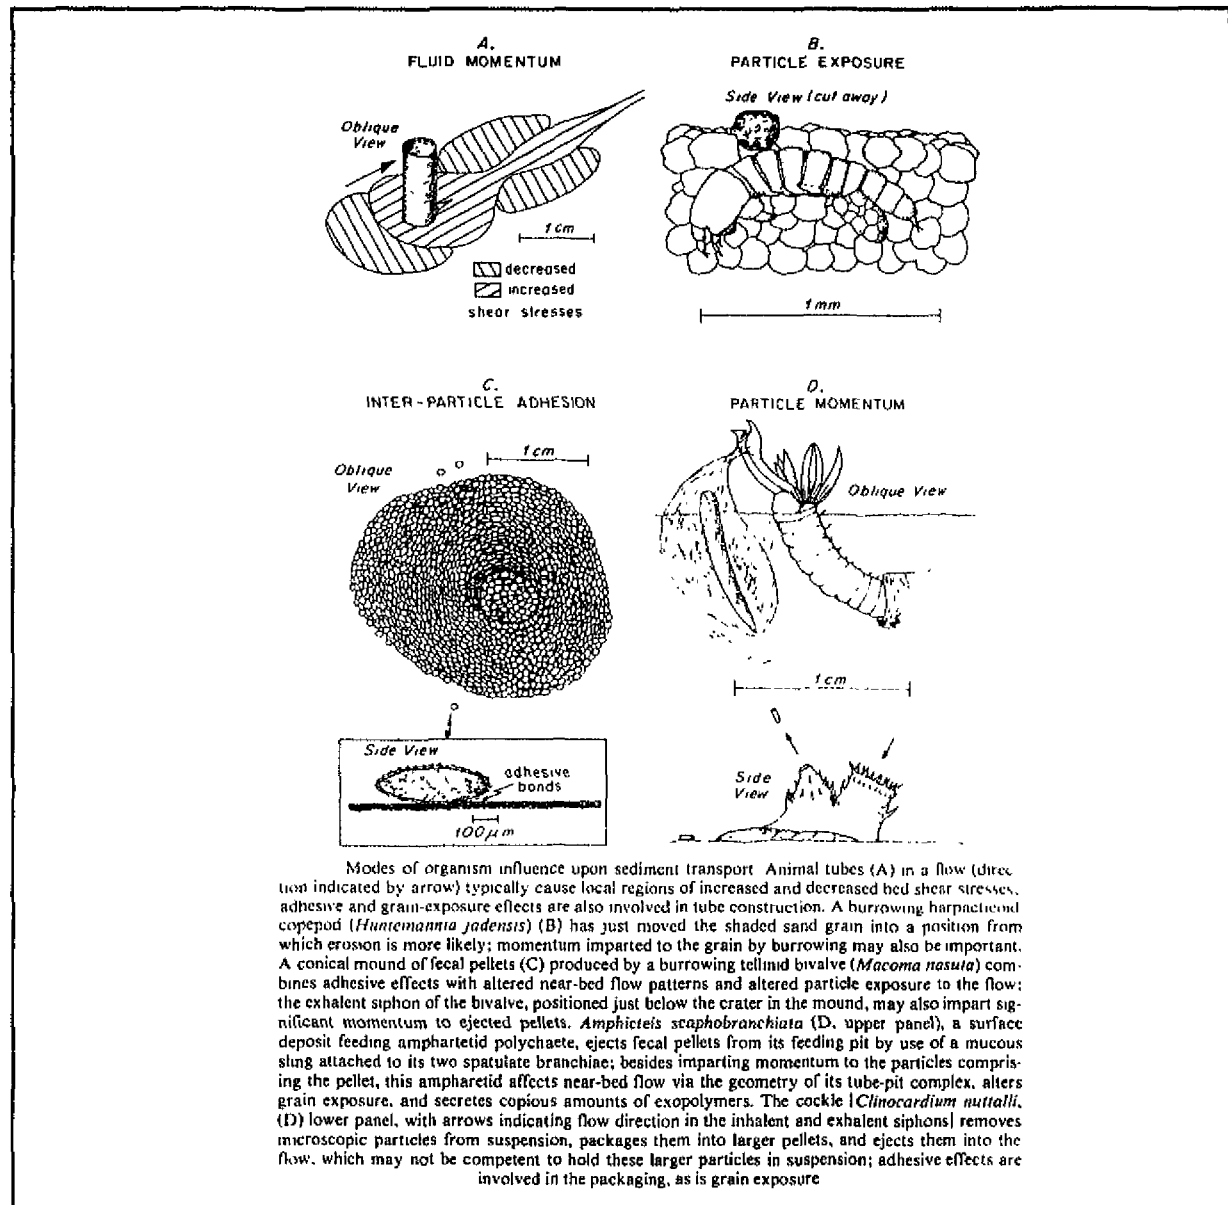 A.
FLUID MOMENTUM
Oblique
View
1cm
decreased
increased
shear stresses
B.
PARTICLE EXPOSURE
Side View (cut away)
1mm
C.
INTER-PARTICLE ADHESION
Oblique
View
1cm
Side View
adhesive
bonds
100μm
D.
PARTICLE MOMENTUM
Oblique View
1cm
Side
View
Modes of organism influence upon sediment transport Animal tubes (A) in a flow (direc
tion indicated by arrow) typically cause local regions of increased and decreased bed shear stresses,
adhesive and grain-exposure effects are also involved in tube construction. A burrowing harpacticoid
copepod (Huntemannia jadensis) (B) has just moved the shaded sand grain into a position from
which erosion is more likely; momentum imparted to the grain by burrowing may also be important.
A conical mound of fecal pellets (C) produced by a burrowing tellinid bivalve (Macoma nasuta) com-
bines adhesive effects with altered near-bed flow patterns and altered particle exposure to the flow;
the exhalent siphon of the bivalve, positioned just below the crater in the mound, may also impart sig-
nificant momentum to ejected pellets. Amphicteis scaphobranchiata (D. upper panel), a surface
deposit feeding amphartetid polychaete, ejects fecal pellets from its feeding pit by use of a mucous
sling attached to its two spatulate branchiae; besides imparting momentum to the particles compris-
ing the pellet, this ampharetid affects near-bed flow via the geometry of its tube-pit complex, alters
grain exposure, and secretes copious amounts of exopolymers. The cockle [Clinocardium nuttalli,
(D) lower panel, with arrows indicating flow direction in the inhalent and exhalent siphons] removes
microscopic particles from suspension, packages them into larger pellets, and ejects them into the
flow, which may not be competent to hold these larger particles in suspension; adhesive effects are
involved in the packaging, as is grain exposure